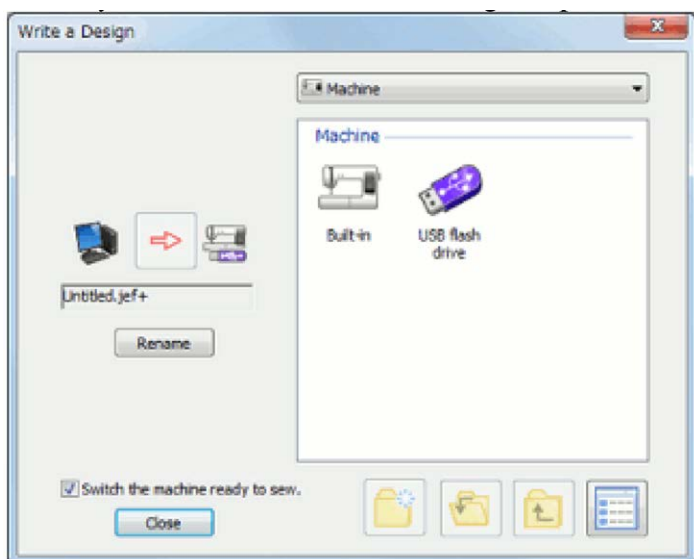 Write a Design
Machine
Machine
Built-in
USB flash
drive
Untitled.jef+
Rename
Switch the machine ready to sew.
Close